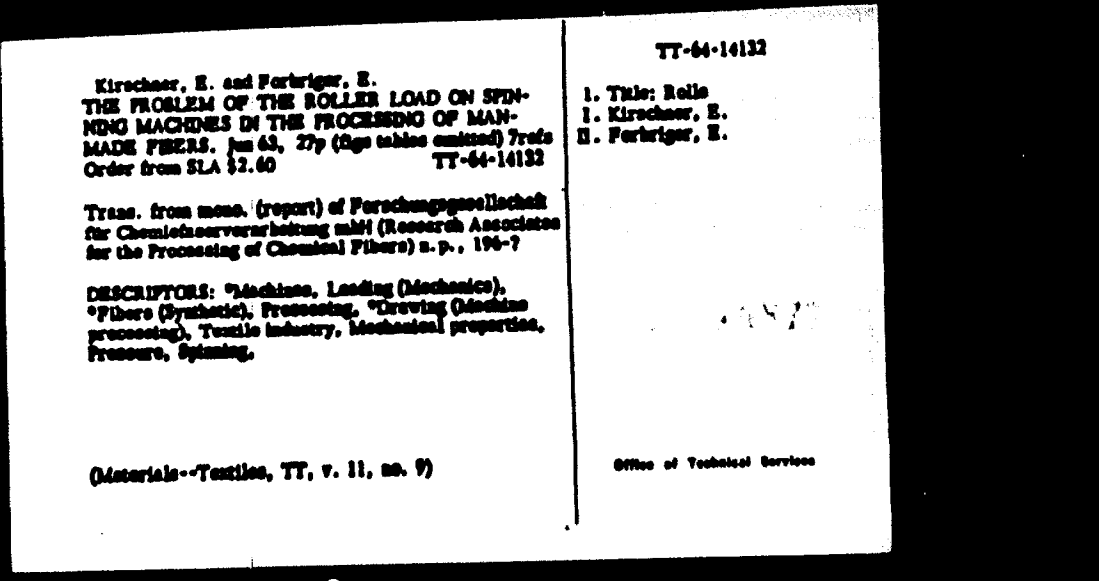 Kirschner, E. and Forbriger, E.
THE PROBLEM OF THE ROLLER LOAD ON SPIN-
NING MACHINES IN THE PROCESSING OF MAN-
MADE FIBERS. Jun 63, 27p (figs tables omitted) 7refs
Order from SLA $2.60 TT-64-14132
Trans. from mono. (report) of Forschungsgesellschaft
für Chemiefaserverarbeitung mbH (Research Associates
for the Processing of Chemical Fibers) n. p., 196-?
DESCRIPTORS: *Machines, Loading (Mechanics),
*Fibers (Synthetic), Processing, *Drawing (Machine
processing), Textile industry, Mechanical properties,
Pressure, Spinning,
(Materials--Textiles, TT, v. 11, no. 9)
TT-64-14132
1. Title: Rolls
I. Kirschner, E.
II. Forbriger, E.
Office of Technical Services